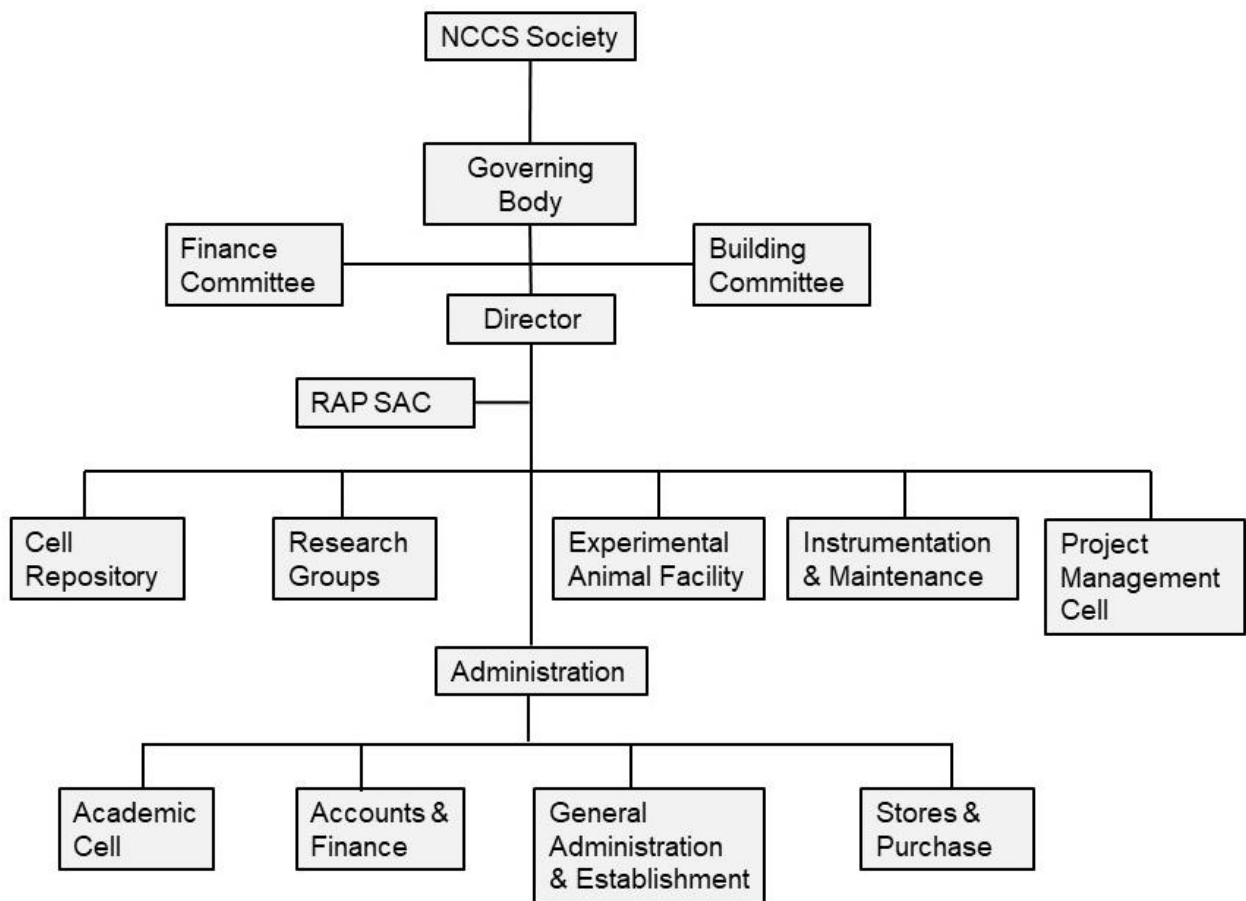 NCCS Society
Governing
Body
Finance
Committee
Building
Committee
Director
RAP SAC
Cell
Repository
Research
Groups
Experimental
Animal Facility
Instrumentation
& Maintenance
Project
Management
Cell
Administration
Academic
Cell
Accounts &
Finance
General
Administration
& Establishment
Stores &
Purchase